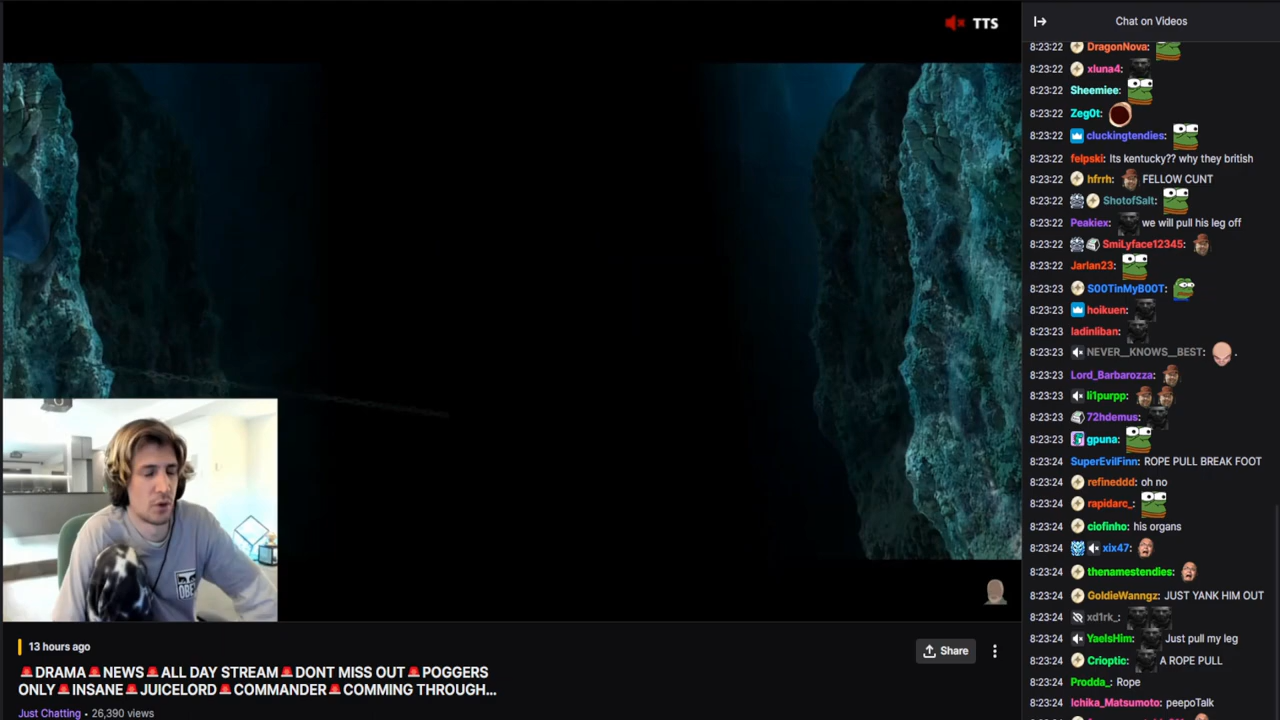 TTS
OBEY
13 hours ago
Share
🚨DRAMA🚨NEWS🚨ALL DAY STREAM🚨DONT MISS OUT🚨POGGERS
ONLY🚨INSANE🚨JUICELORD🚨COMMANDER🚨COMMING THROUGH...
Just Chatting • 26,390 views
Chat on Videos
8:23:22 DragonNova:
8:23:22 xluna4:
8:23:22 Sheemiee:
8:23:22 Zeg0t:
8:23:22 cluckingtendies:
8:23:22 felpski: Its kentucky?? why they british
8:23:22 hfrrh: FELLOW CUNT
8:23:22 ShotofSalt:
8:23:22 Peakiex: we will pull his leg off
8:23:22 SmiLyface12345:
8:23:22 Jarlan23:
8:23:23 S00TinMyB00T:
8:23:23 hoikuen:
8:23:23 ladinliban:
8:23:23 NEVER__KNOWS__BEST: .
8:23:23 Lord_Barbarozza:
8:23:23 li1purpp:
8:23:23 72hdemus:
8:23:23 gpuna:
8:23:24 SuperEvilFinn: ROPE PULL BREAK FOOT
8:23:24 refineddd: oh no
8:23:24 rapidarc_:
8:23:24 ciofinho: his organs
8:23:24 xix47:
8:23:24 thenamestendies:
8:23:24 GoldieWanngz: JUST YANK HIM OUT
8:23:24 xd1rk_:
8:23:24 YaeIsHim: Just pull my leg
8:23:24 Crioptic: A ROPE PULL
8:23:24 Prodda_: Rope
8:23:24 Ichika_Matsumoto: peepoTalk